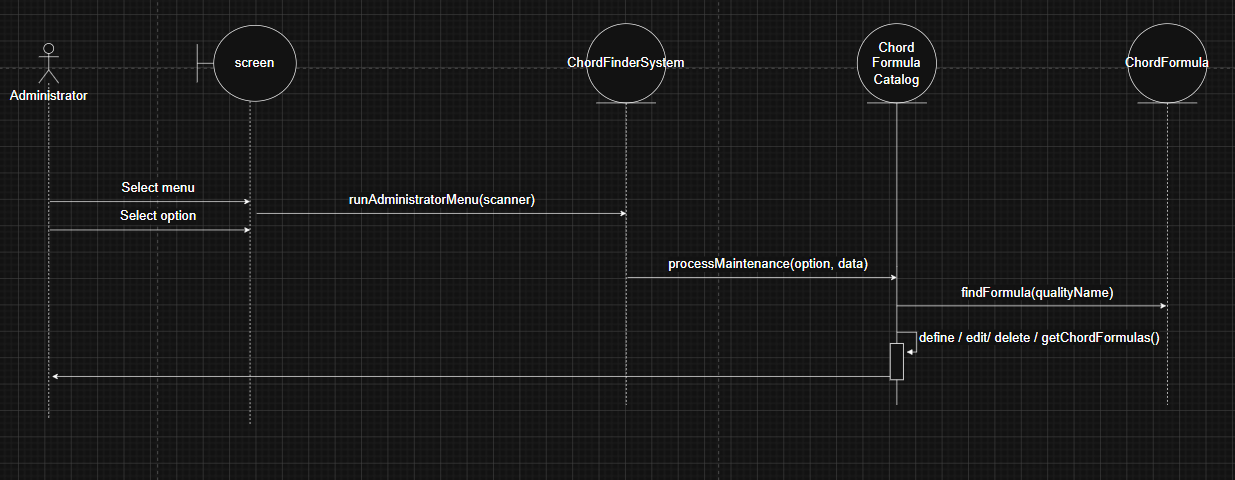 Administrator
screen
ChordFinderSystem
Chord
Formula
Catalog
ChordFormula
Select menu
runAdministratorMenu(scanner)
Select option
processMaintenance(option, data)
findFormula(qualityName)
define / edit/ delete / getChordFormulas()